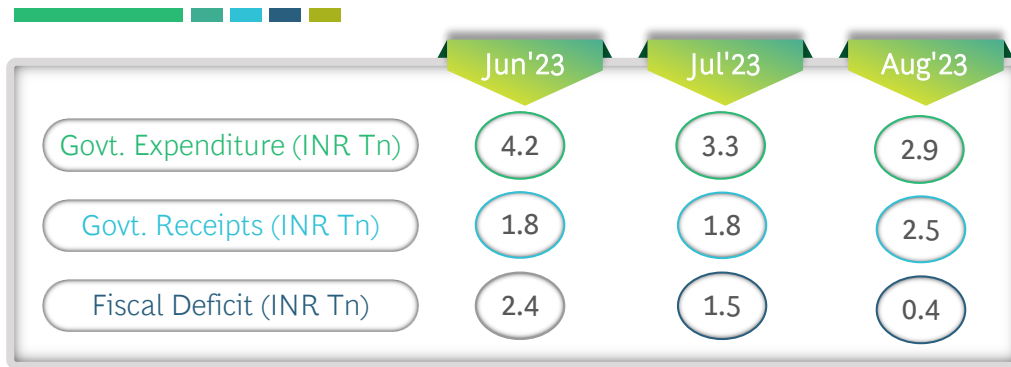 Jun'23 Jul'23 Aug'23
Govt. Expenditure (INR Tn) 4.2 3.3 2.9
Govt. Receipts (INR Tn) 1.8 1.8 2.5
Fiscal Deficit (INR Tn) 2.4 1.5 0.4